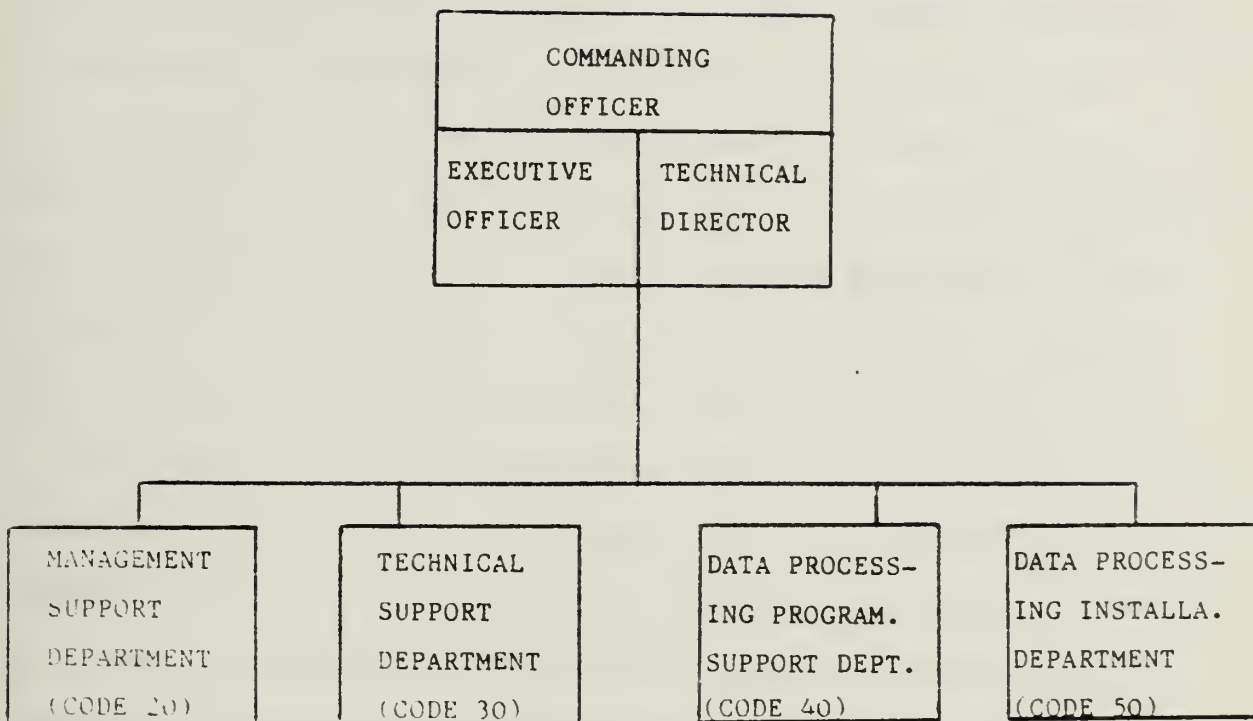 COMMANDING
OFFICER
EXECUTIVE
OFFICER
TECHNICAL
DIRECTOR
MANAGEMENT
SUPPORT
DEPARTMENT
(CODE 20)
TECHNICAL
SUPPORT
DEPARTMENT
(CODE 30)
DATA PROCESS-
ING PROGRAM.
SUPPORT DEPT.
(CODE 40)
DATA PROCESS-
ING INSTALLA.
DEPARTMENT
(CODE 50)